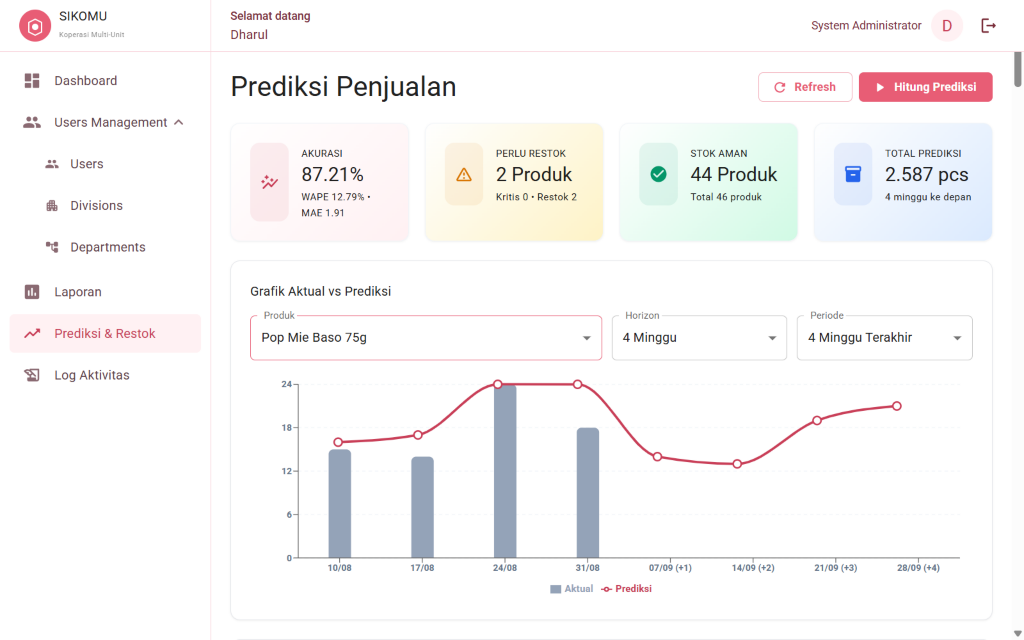 SIKOMU
Koperasi Multi-Unit
Selamat datang
Dharul
System Administrator
D
Dashboard
Users Management
Users
Divisions
Departments
Laporan
Prediksi & Restok
Log Aktivitas
Prediksi Penjualan
Refresh
Hitung Prediksi
AKURASI
87.21%
WAPE 12.79% •
MAE 1.91
PERLU RESTOK
2 Produk
Kritis 0 • Restok 2
STOK AMAN
44 Produk
Total 46 produk
TOTAL PREDIKSI
2.587 pcs
4 minggu ke depan
Grafik Aktual vs Prediksi
Produk
Pop Mie Baso 75g
Horizon
4 Minggu
Periode
4 Minggu Terakhir
24
18
12
6
0
10/08 17/08 24/08 31/08 07/09 (+1) 14/09 (+2) 21/09 (+3) 28/09 (+4)
Aktual Prediksi